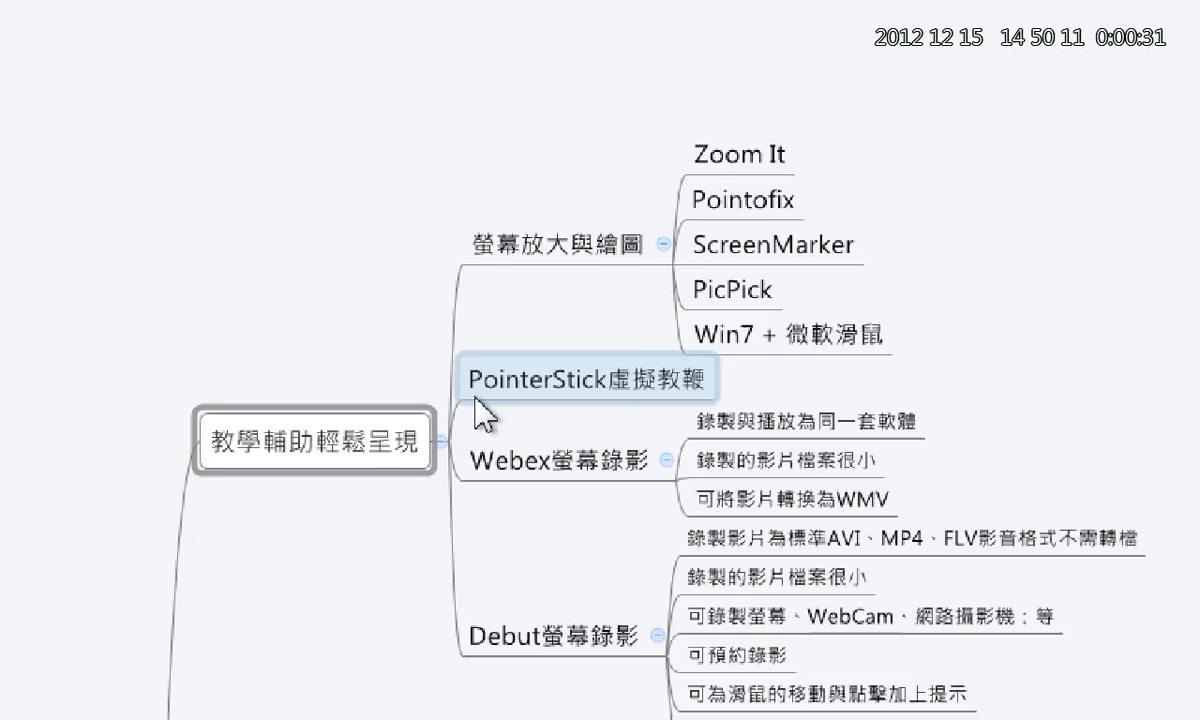 2012 12 15 14 50 11 0:00:31
教學輔助輕鬆呈現
螢幕放大與繪圖
Zoom It
Pointofix
ScreenMarker
PicPick
Win7 + 微軟滑鼠
PointerStick虛擬教鞭
Webex螢幕錄影
錄製與播放為同一套軟體
錄製的影片檔案很小
可將影片轉換為WMV
Debut螢幕錄影
錄製影片為標準AVI、MP4、FLV影音格式不需轉檔
錄製的影片檔案很小
可錄製螢幕、WebCam、網路攝影機；等
可預約錄影
可為滑鼠的移動與點擊加上提示